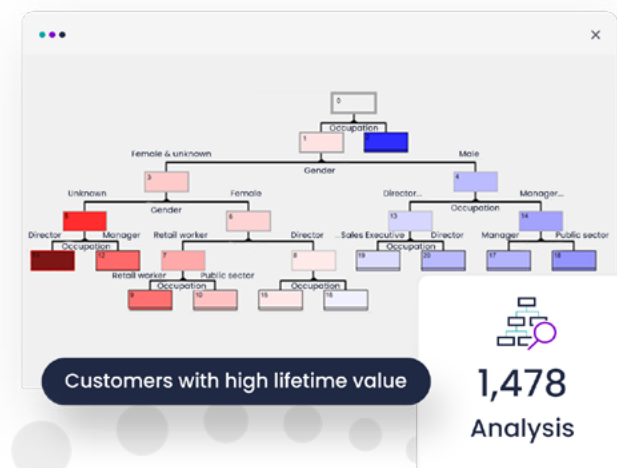 0
Occupation
1
Female & unknown
Male
Gender
3
4
Unknown
Female
Director...
Manager...
Gender
Occupation
5
6
13
14
Director
Manager
Retail worker
Director
...Sales Executive
Director
Manager
Public sector
Occupation
Occupation
11
12
7
8
19
20
17
18
Retail worker
Public sector
Occupation
Occupation
9
10
15
16
Customers with high lifetime value
1,478
Analysis